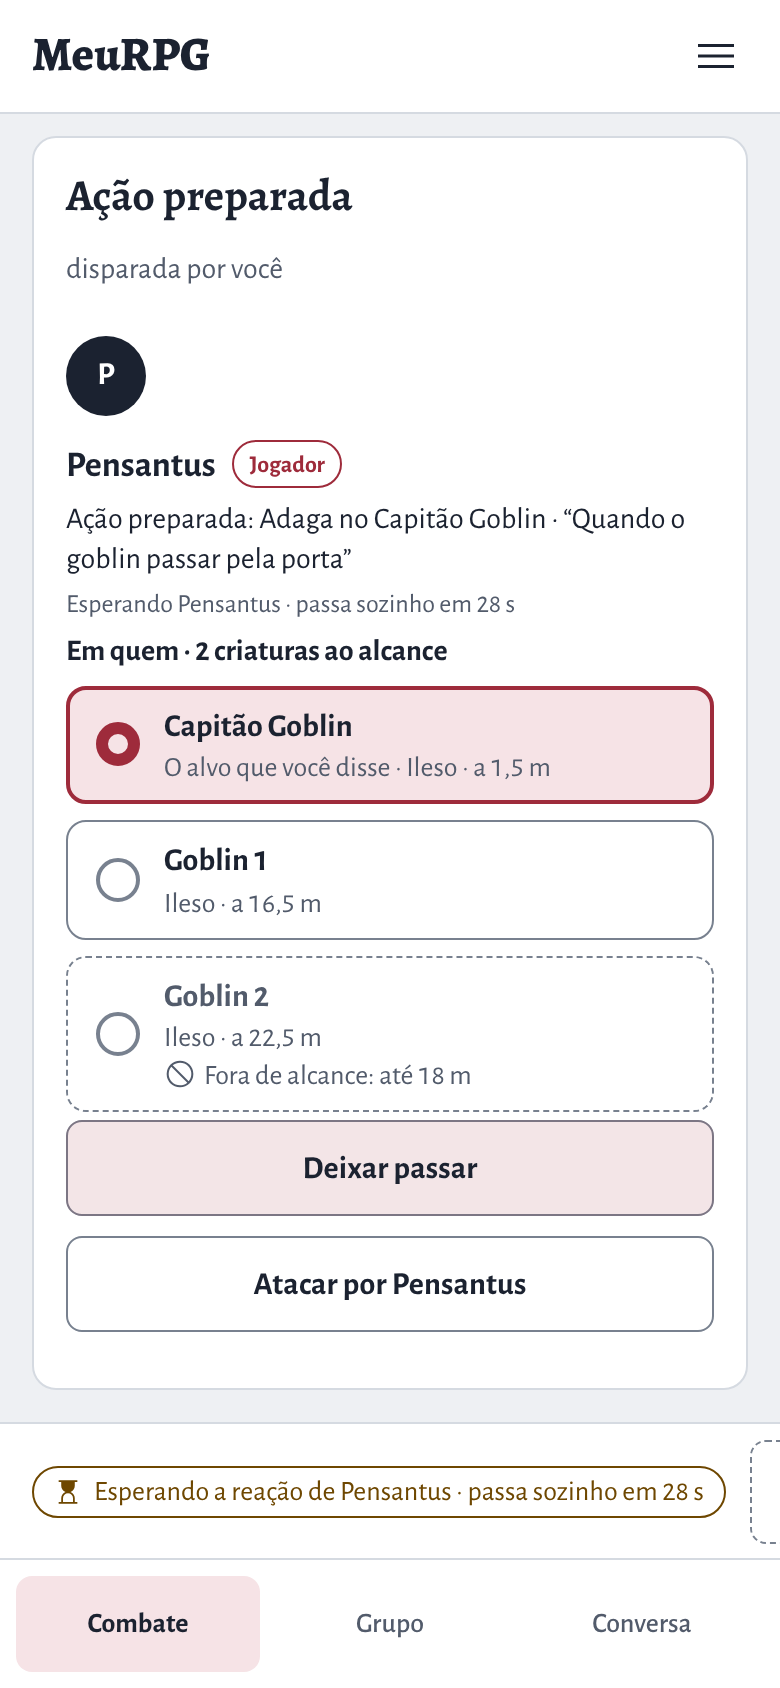 MeuRPG
Ação preparada
disparada por você
P
Pensantus
Jogador
Ação preparada: Adaga no Capitão Goblin · “Quando o
goblin passar pela porta”
Esperando Pensantus · passa sozinho em 28 s
Em quem · 2 criaturas ao alcance
Capitão Goblin
O alvo que você disse · Ileso · a 1,5 m
Goblin 1
Ileso · a 16,5 m
Goblin 2
Ileso · a 22,5 m
Fora de alcance: até 18 m
Deixar passar
Atacar por Pensantus
Esperando a reação de Pensantus · passa sozinho em 28 s
Combate
Grupo
Conversa